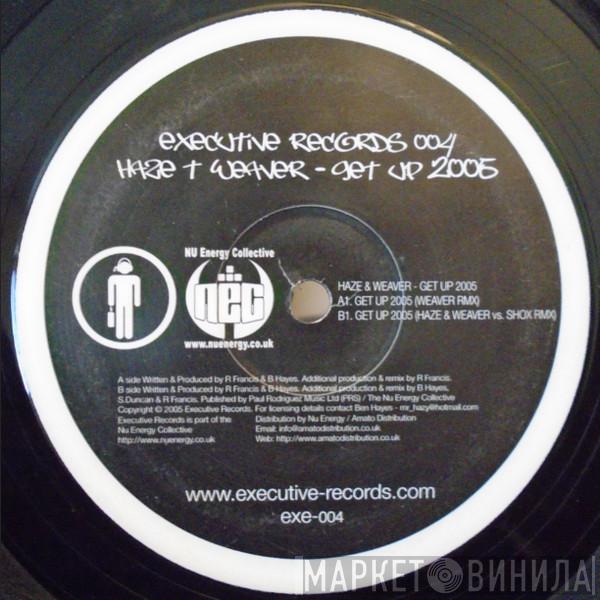 EXECUTIVE RECORDS 004
HAZE + WEAVER - GET UP 2005
NU Energy Collective
NËG
www.nuenergy.co.uk
HAZE & WEAVER - GET UP 2005
A1. GET UP 2005 (WEAVER RMX)
B1. GET UP 2005 (HAZE & WEAVER vs. SHOX RMX)
A side Written & Produced by R Francis & B Hayes. Additional production & remix by R Francis.
B side Written & Produced by R Francis & B Hayes. Additional production & remix by B Hayes,
S.Duncan & R Francis. Published by Paul Rodriguez Music Ltd (PRS) / The Nu Energy Collective
Copyright © 2005 Executive Records. For licensing details contact Ben Hayes - mr_hazy@hotmail.com
Executive Records is part of the
Nu Energy Collective
http://www.nuenergy.co.uk
Distribution by Nu Energy / Amato Distribution
Email: info@amatodistribution.co.uk
Web: http://www.amatodistribution.co.uk
www.executive-records.com
exe-004
МАРКЕТ ВИНИЛА